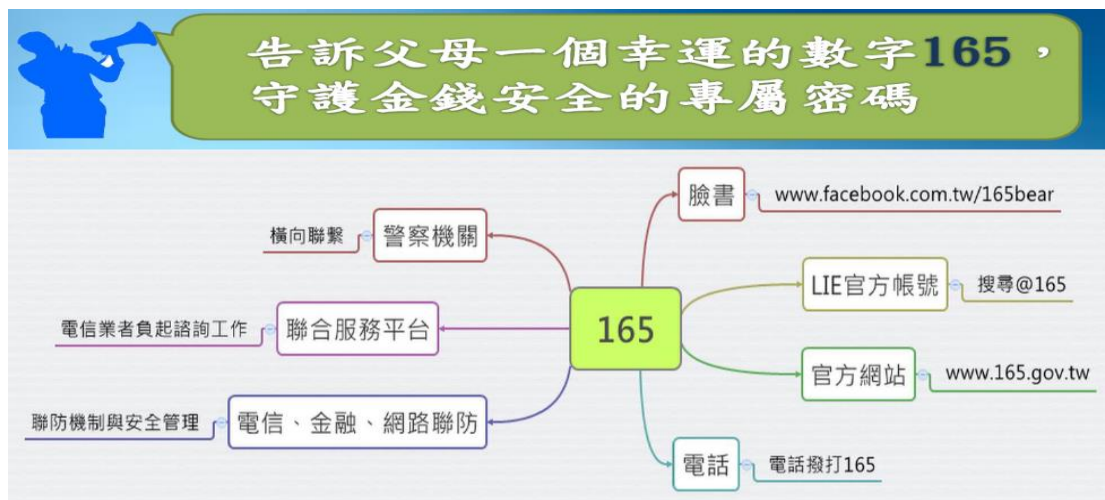 告訴父母一個幸運的數字165，
守護金錢安全的專屬密碼
165
臉書
www.facebook.com.tw/165bear
LIE官方帳號
搜尋@165
官方網站
www.165.gov.tw
電話
電話撥打165
警察機關
橫向聯繫
聯合服務平台
電信業者負起諮詢工作
電信、金融、網路聯防
聯防機制與安全管理